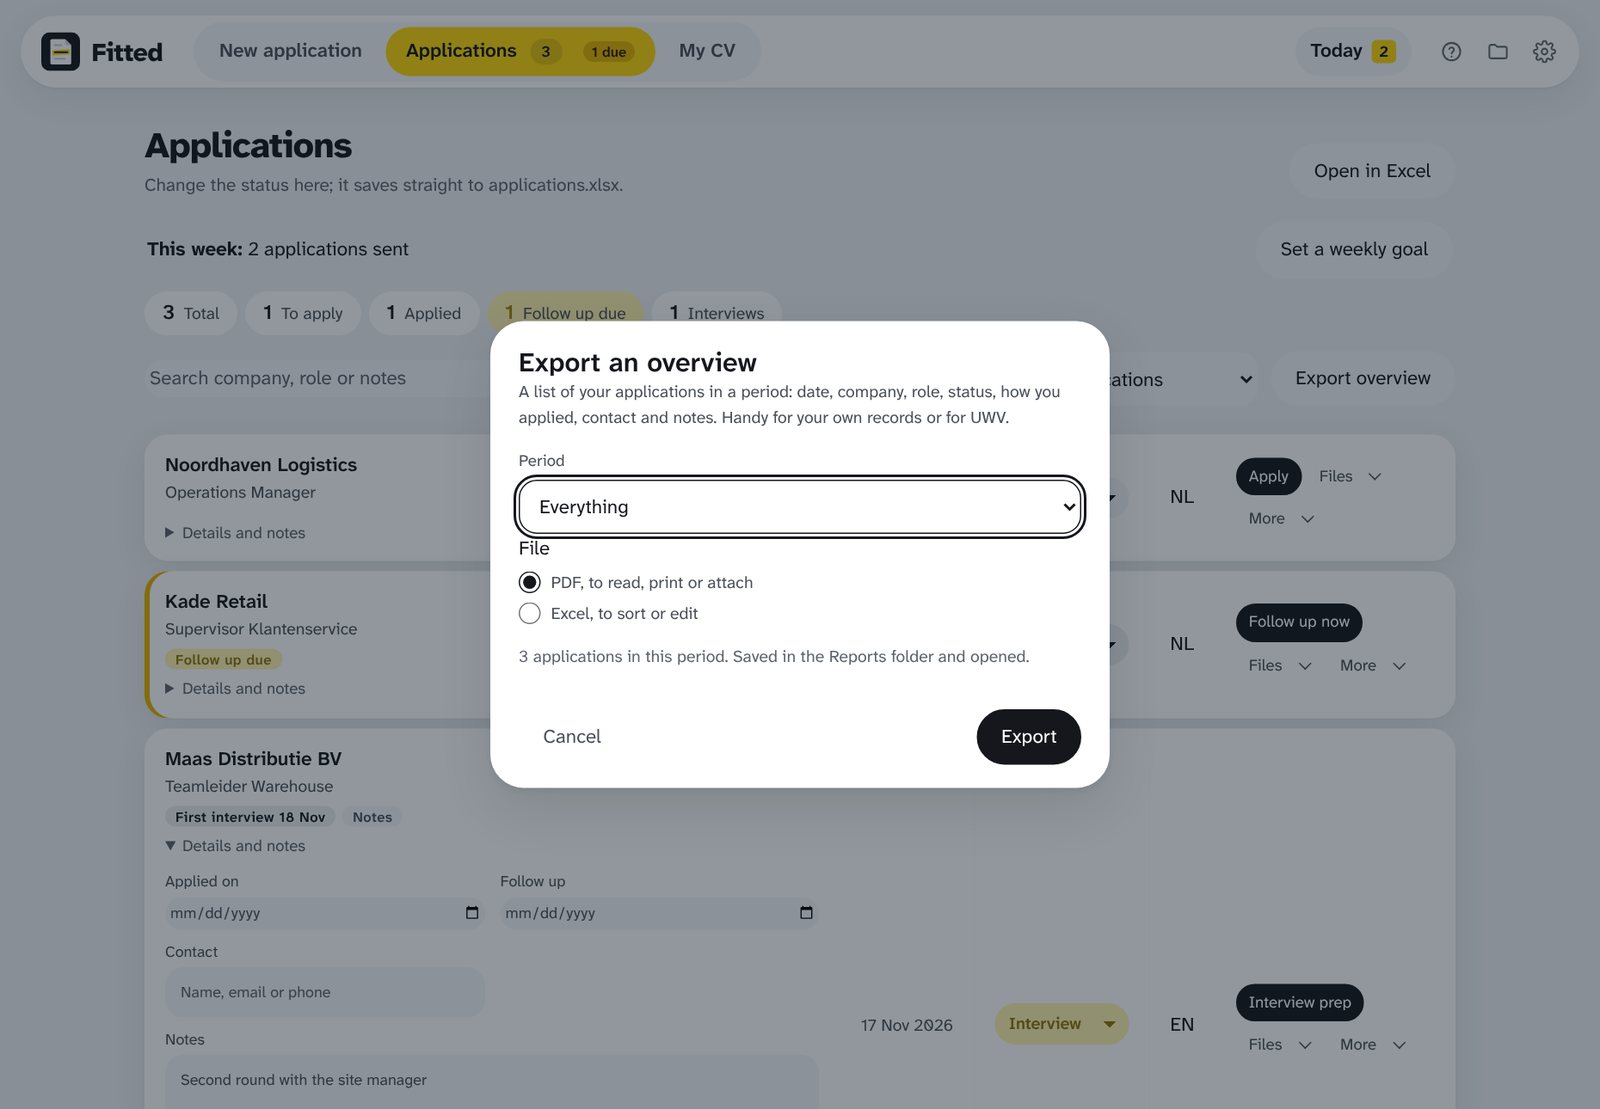 Fitted
New application
Applications 3 1 due
My CV
Today 2
Applications
Change the status here; it saves straight to applications.xlsx.
Open in Excel
This week: 2 applications sent
Set a weekly goal
3 Total
1 To apply
1 Applied
1 Follow up due
1 Interviews
Search company, role or notes
Export overview
Export an overview
A list of your applications in a period: date, company, role, status, how you
applied, contact and notes. Handy for your own records or for UWV.
Period
Everything
File
PDF, to read, print or attach
Excel, to sort or edit
3 applications in this period. Saved in the Reports folder and opened.
Cancel
Export
Noordhaven Logistics
Operations Manager
Details and notes
NL
Apply
Files
More
Kade Retail
Supervisor Klantenservice
Follow up due
Details and notes
NL
Follow up now
Files
More
Maas Distributie BV
Teamleider Warehouse
First interview 18 Nov
Notes
Details and notes
Applied on
Follow up
mm/dd/yyyy
mm/dd/yyyy
Contact
Name, email or phone
Notes
Second round with the site manager
17 Nov 2026
Interview
EN
Interview prep
Files
More